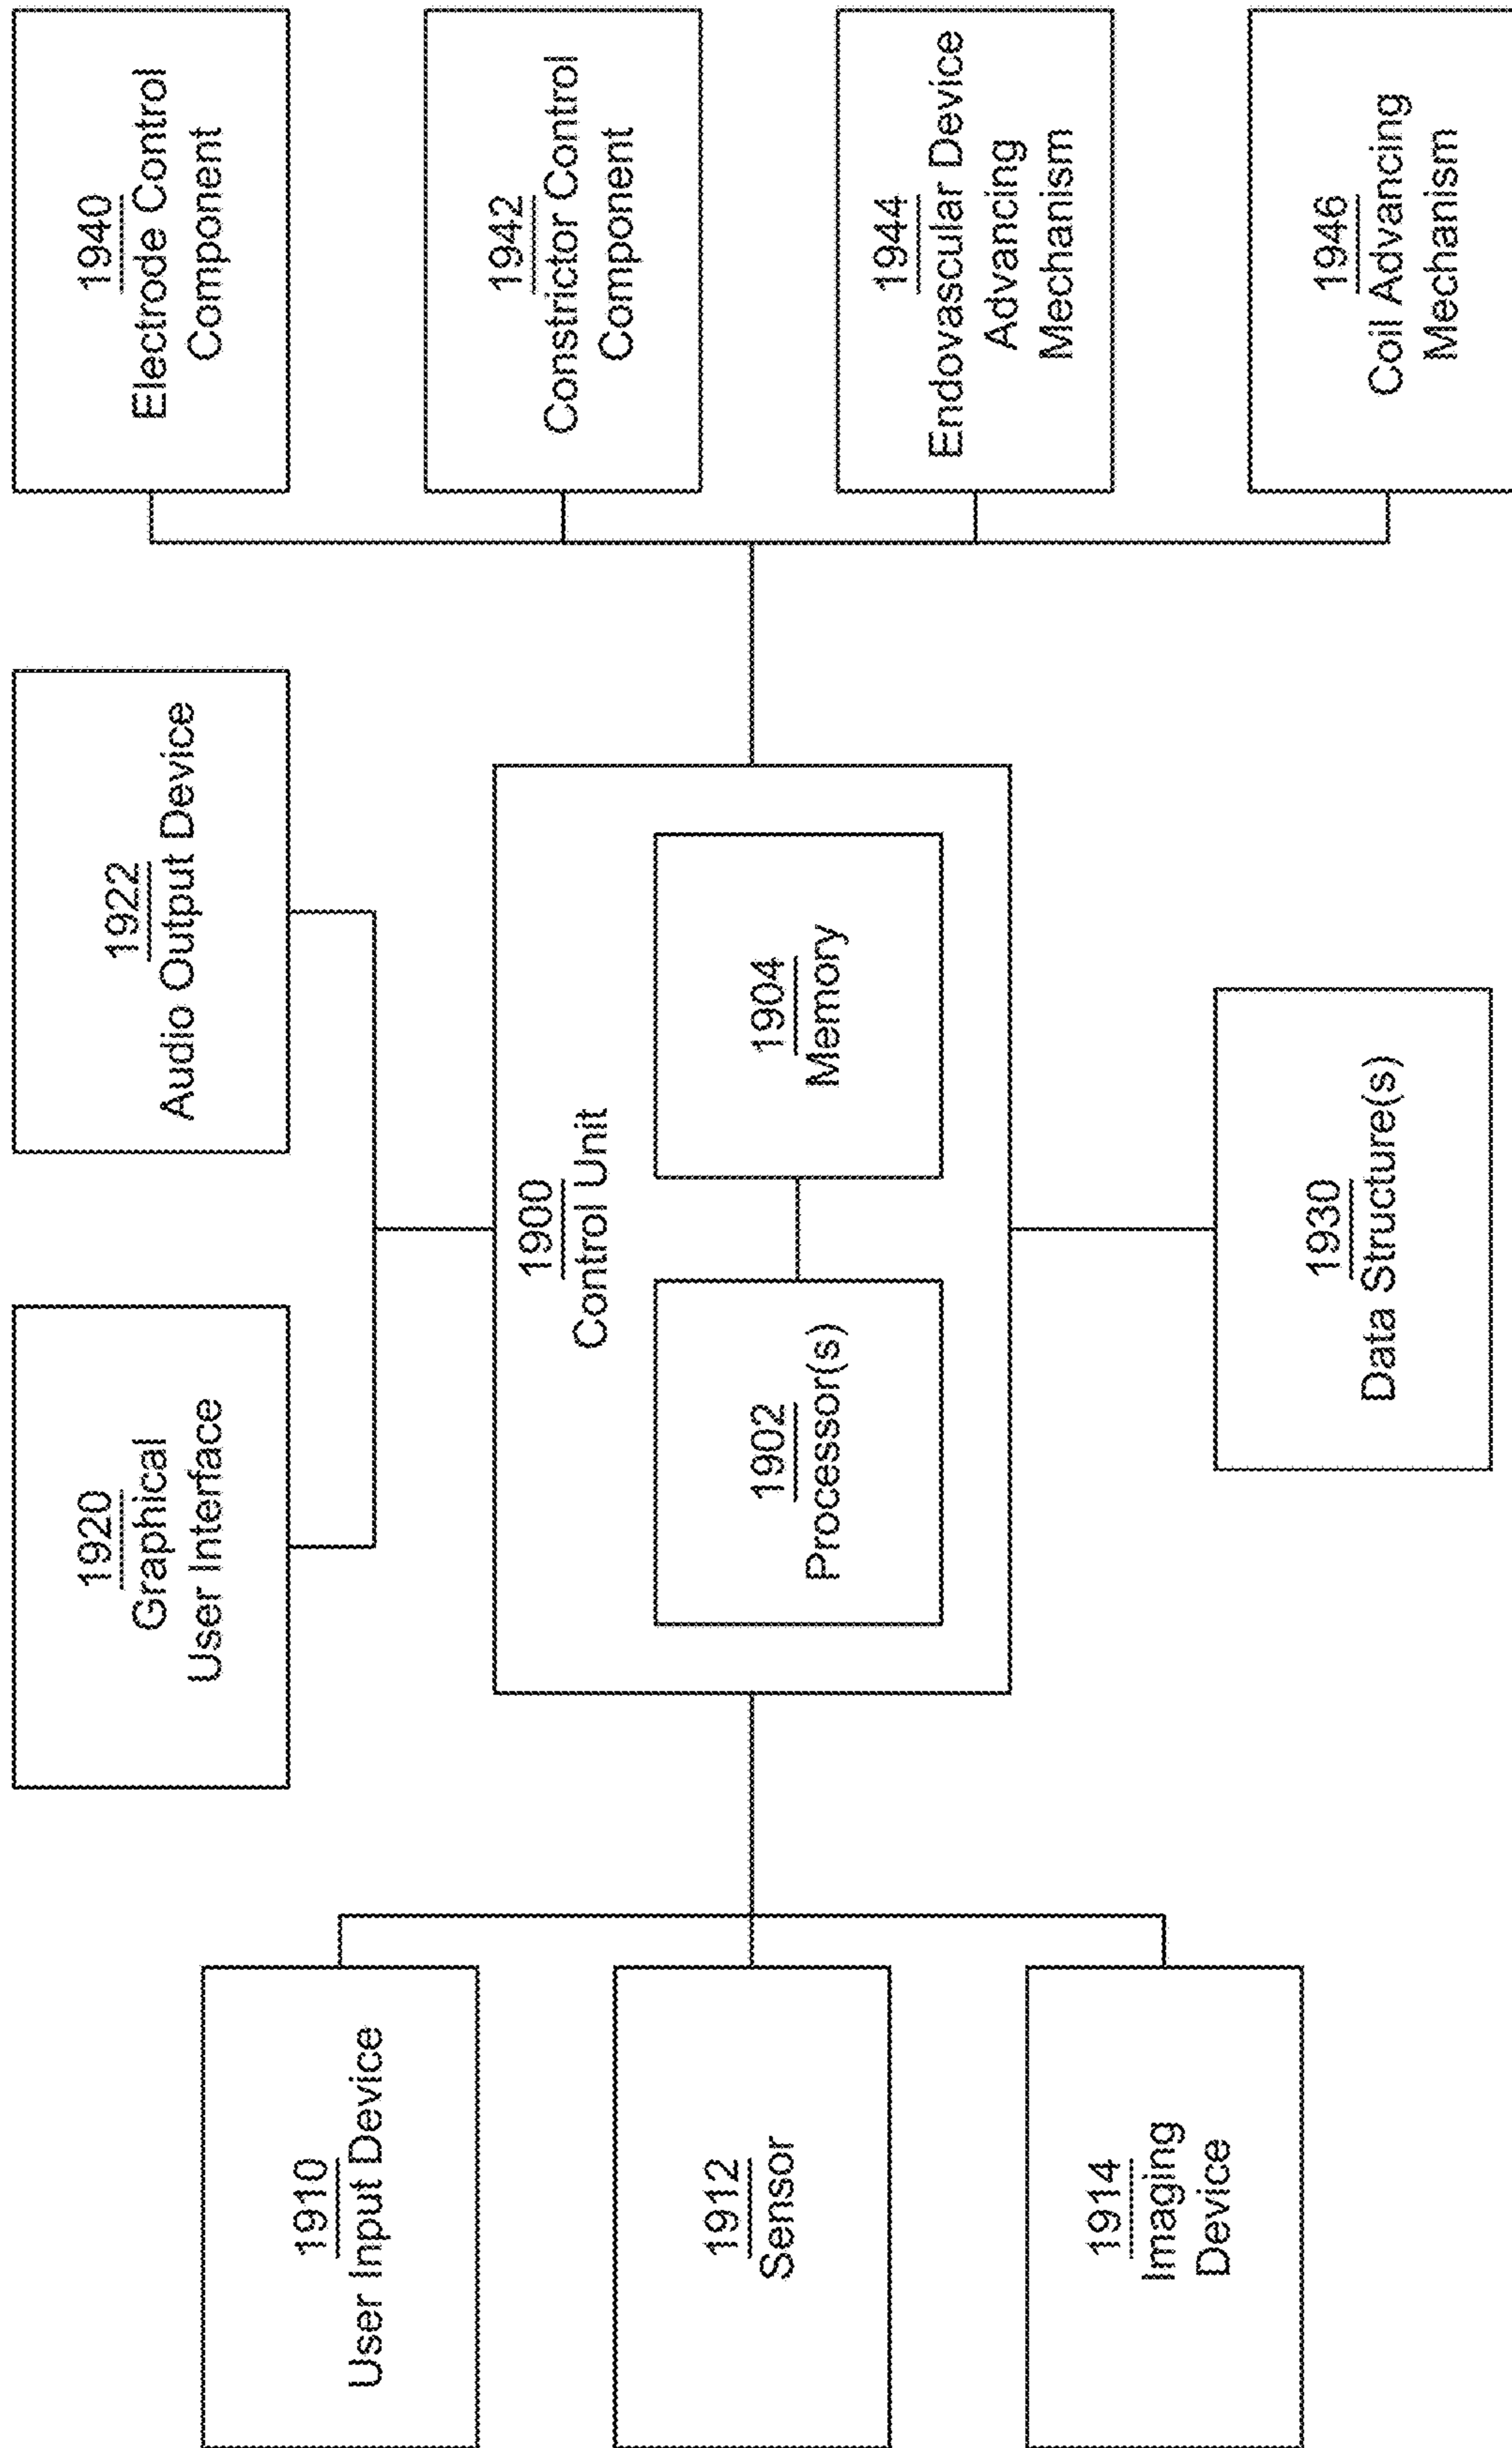 1910
User Input Device
1912
Sensor
1914
Imaging
Device
1920
Graphical
User Interface
1922
Audio Output Device
1900
Control Unit
1902
Processor(s)
1904
Memory
1930
Data Structure(s)
1940
Electrode Control
Component
1942
Constrictor Control
Component
1944
Endovascular Device
Advancing
Mechanism
1946
Coil Advancing
Mechanism